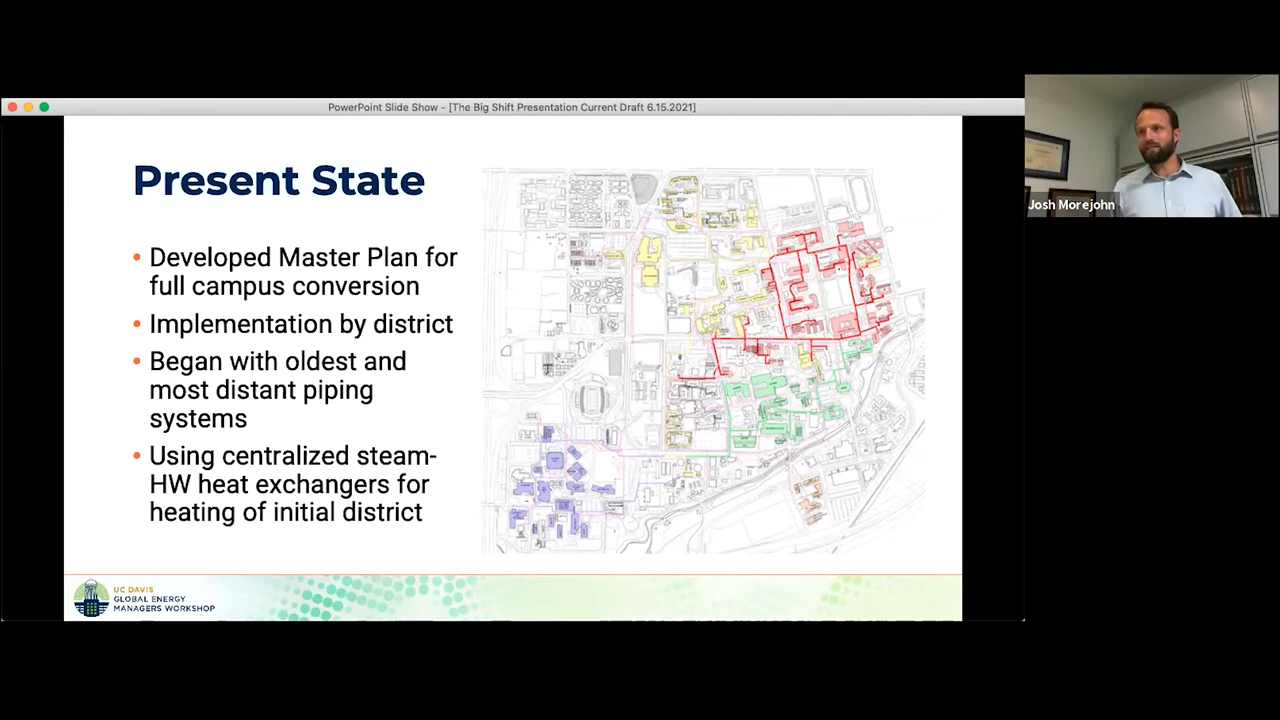 PowerPoint Slide Show - [The Big Shift Presentation Current Draft 6.15.2021]
Present State
• Developed Master Plan for
full campus conversion
• Implementation by district
• Began with oldest and
most distant piping
systems
• Using centralized steam-
HW heat exchangers for
heating of initial district
UC DAVIS
GLOBAL ENERGY
MANAGERS WORKSHOP
Josh Morejohn